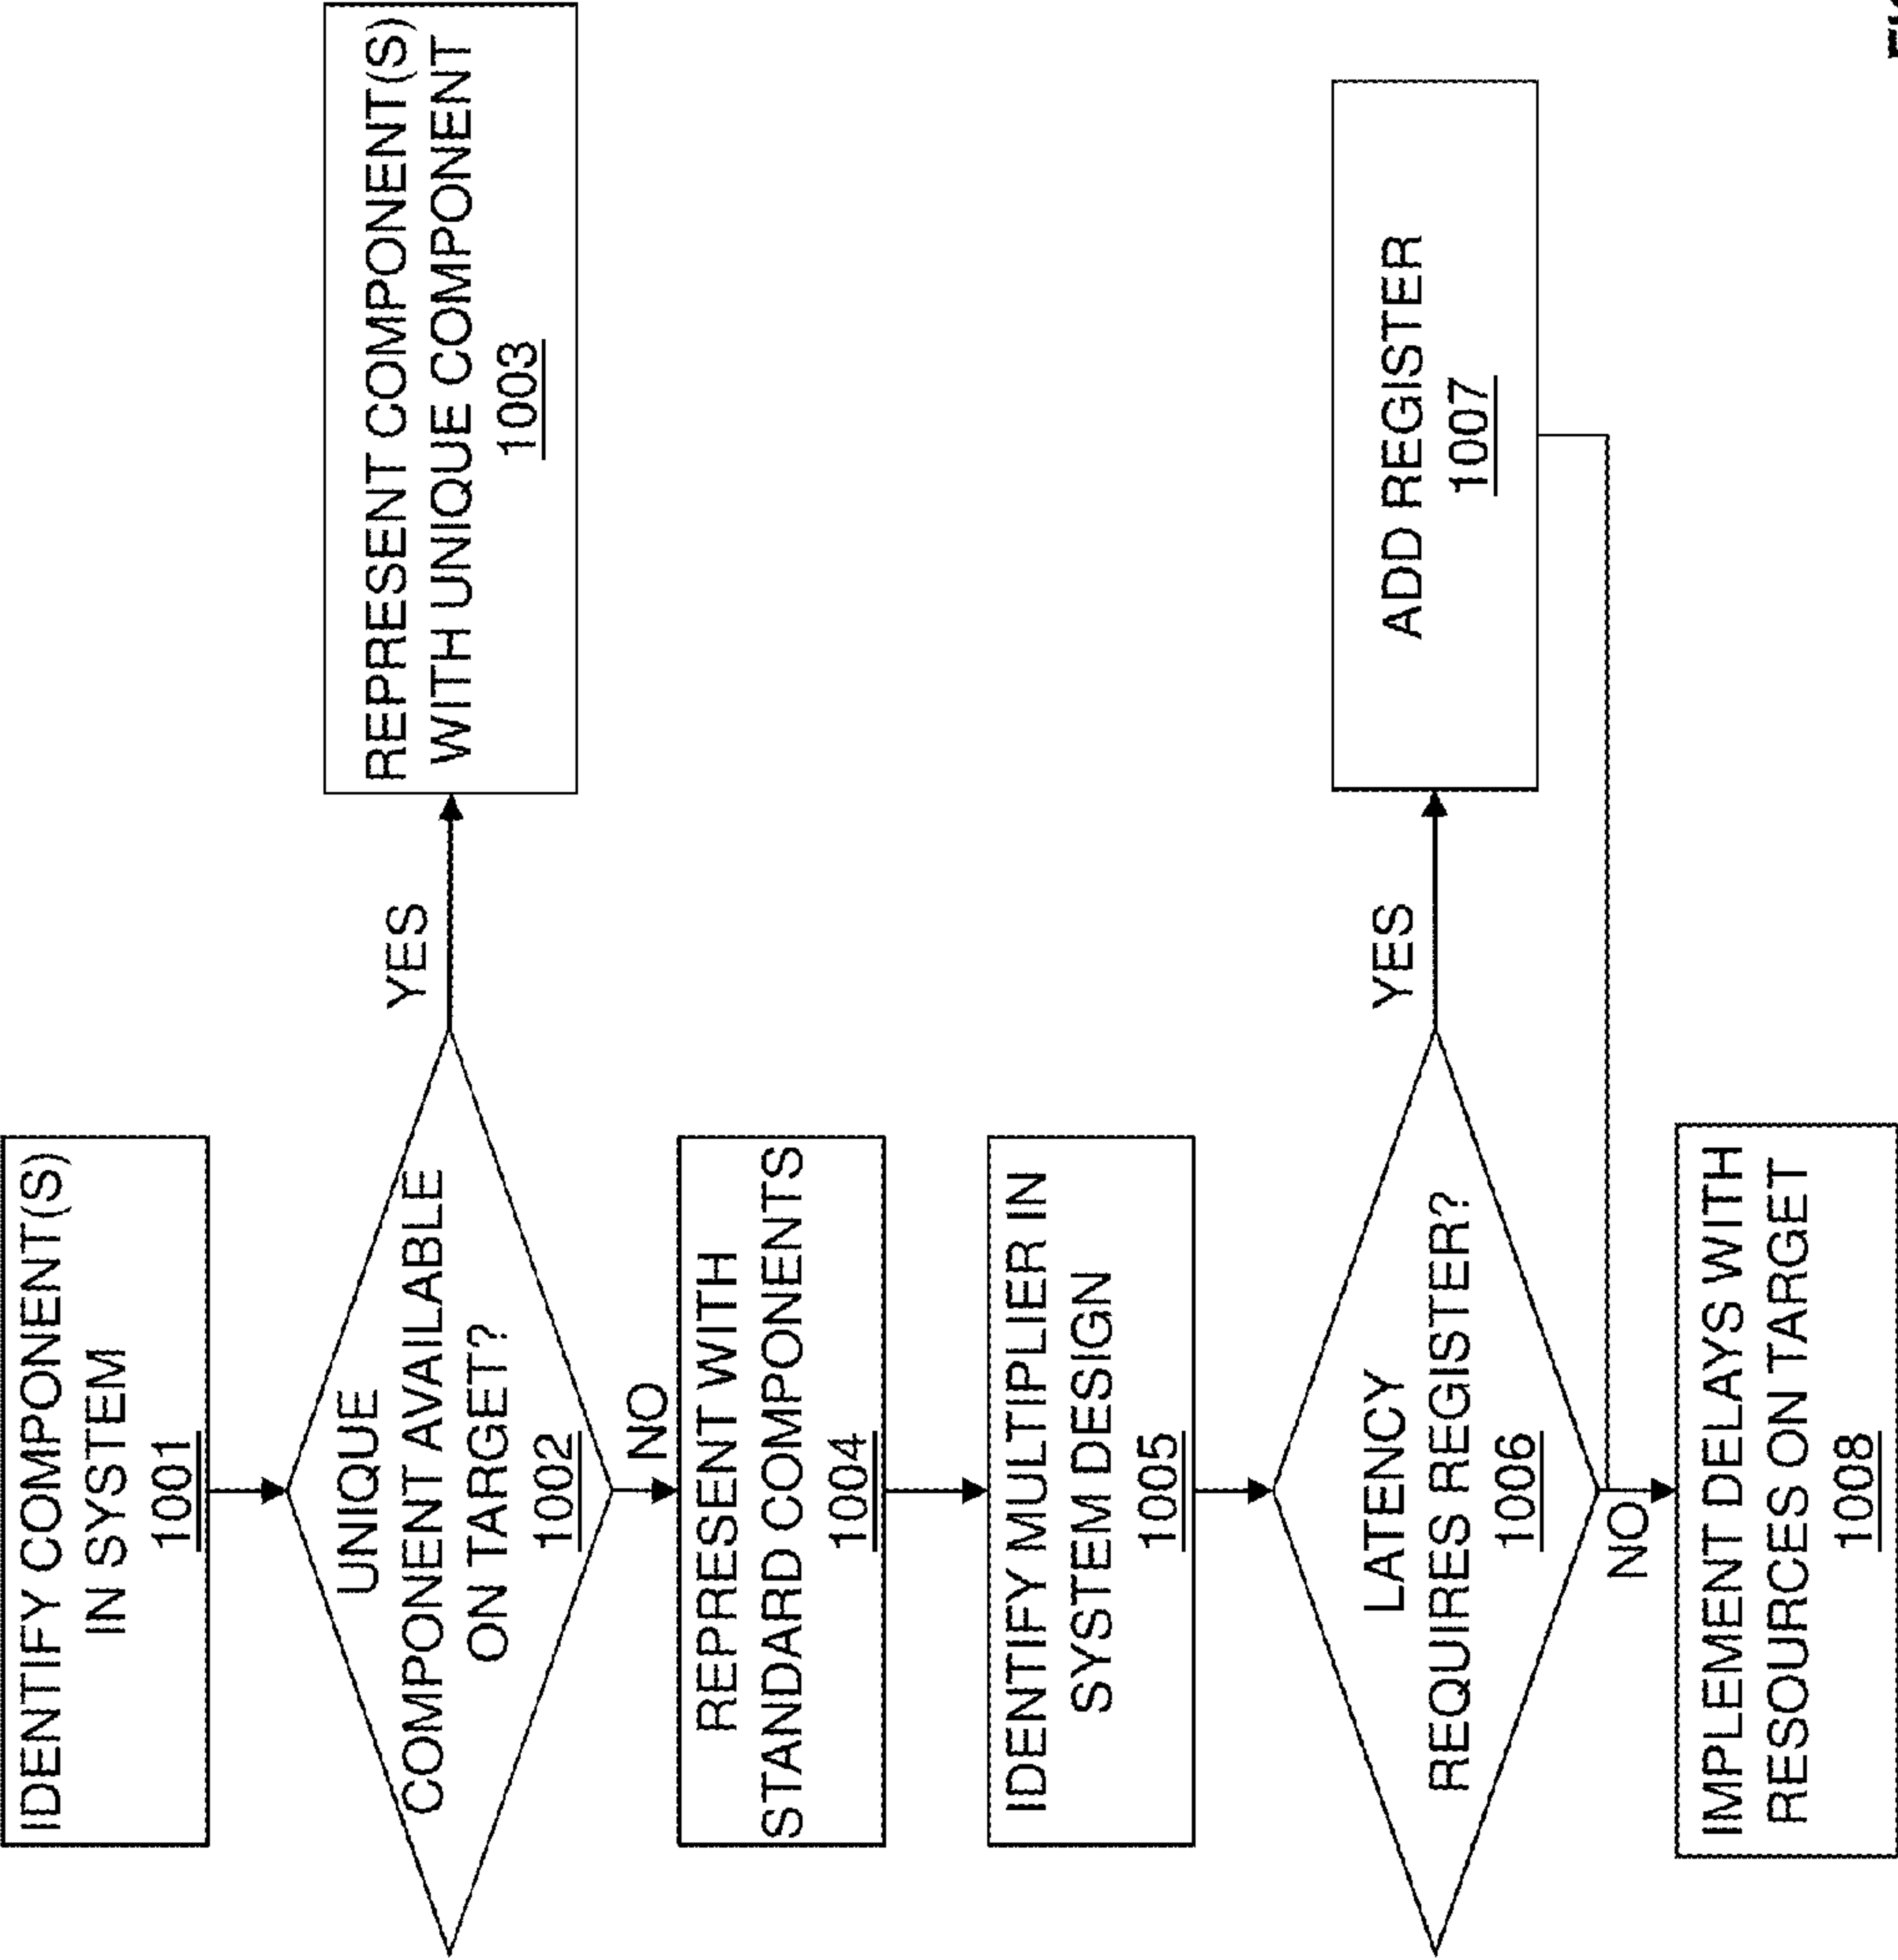 IDENTIFY COMPONENT(S)
IN SYSTEM
1001
UNIQUE
COMPONENT AVAILABLE
ON TARGET?
1002
YES
REPRESENT COMPONENT(S)
WITH UNIQUE COMPONENT
1003
NO
REPRESENT WITH
STANDARD COMPONENTS
1004
IDENTIFY MULTIPLIER IN
SYSTEM DESIGN
1005
LATENCY
REQUIRES REGISTER?
1006
YES
ADD REGISTER
1007
NO
IMPLEMENT DELAYS WITH
RESOURCES ON TARGET
1008